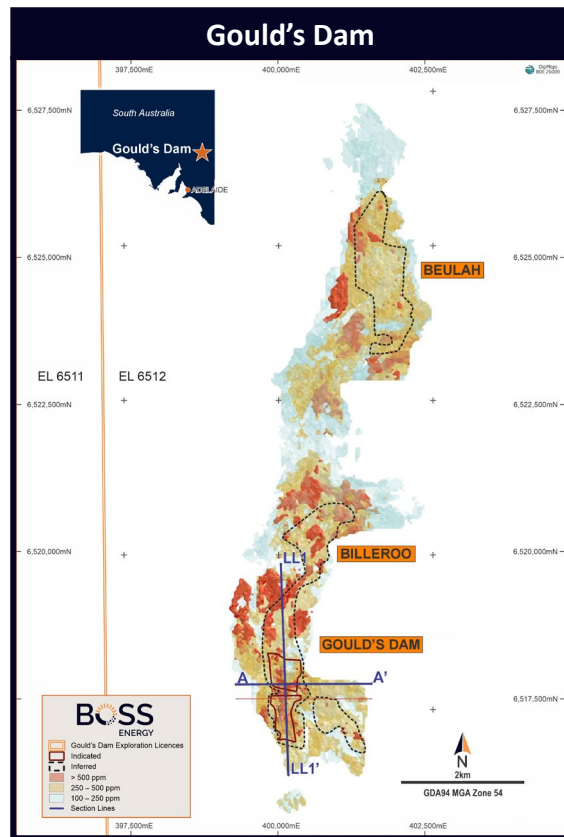 Gould's Dam
397,500mE
400,000mE
402,500mE
DigMaps
6,527,500mN
6,527,500mN
South Australia
Gould's Dam
ADELAIDE
6,525,000mN
6,525,000mN
BEULAH
EL 6511
EL 6512
6,522,500mN
6,522,500mN
6,520,000mN
6,520,000mN
BILLEROO
LL1
GOULD'S DAM
A
A'
6,517,500mN
BOSS
ENERGY
Gould's Dam Exploration Licences
Indicated
Inferred
> 500 ppm
250 – 500 ppm
100 – 250 ppm
Section Lines
LL1'
N
2km
GDA94 MGA Zone 54
397,500mE
400,000mE
402,500mE